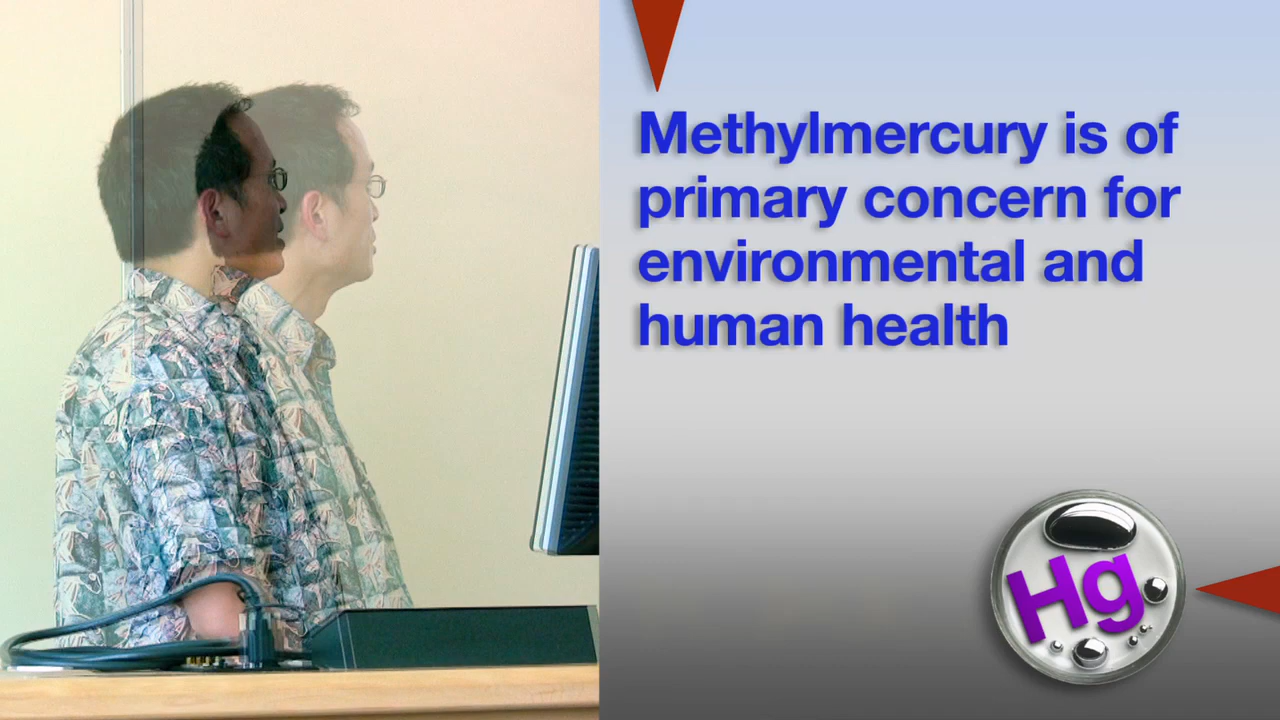 Methylmercury is of
primary concern for
environmental and
human health
Hg